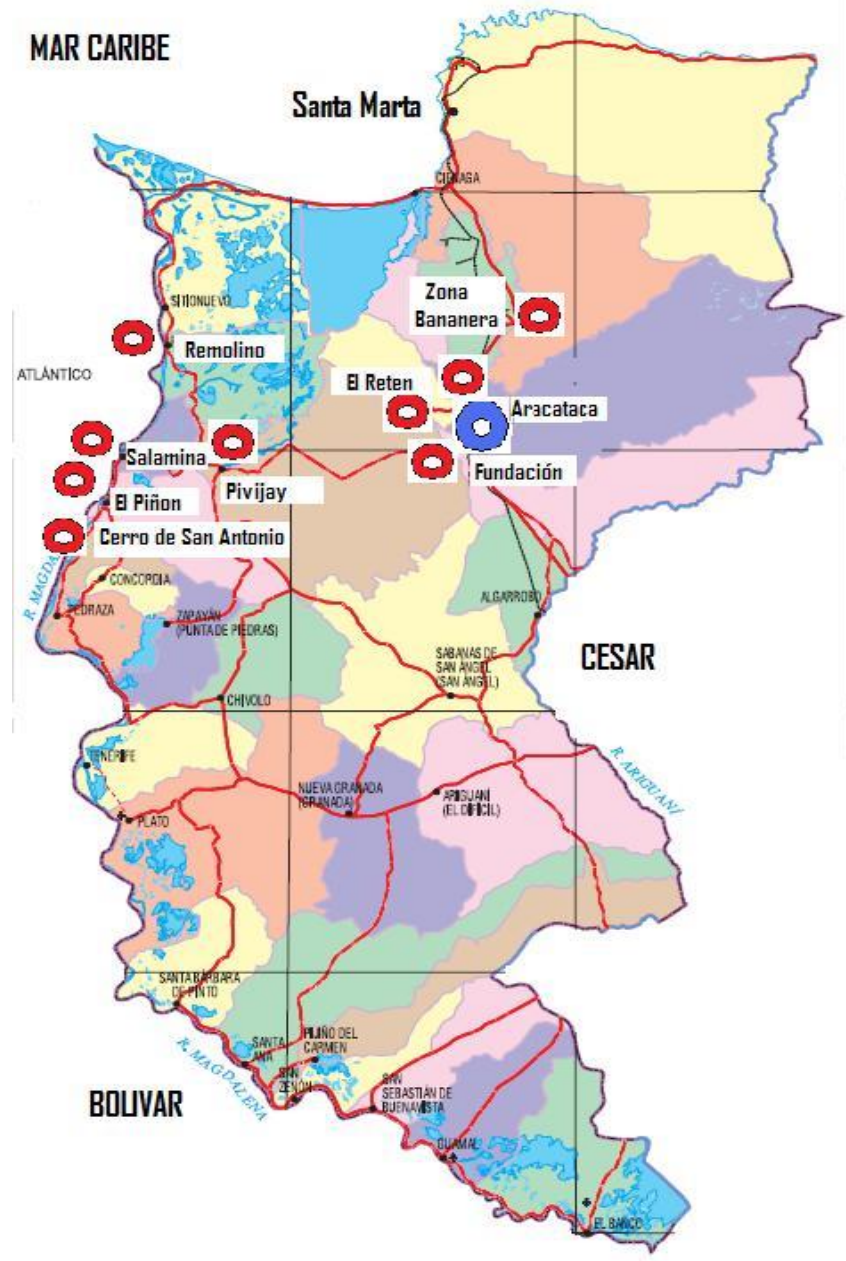 MAR CARIBE
Santa Marta
CIÉNAGA
Zona
Bananera
SITIONUEVO
Remolino
ATLÁNTICO
El Reten
Aracataca
Salamina
Fundación
Pivijay
El Piñon
Cerro de San Antonio
R. MAGDA
CONCORDIA
PEDRAZA
ZAPAYÁN
(PUNTA DE PIEDRAS)
ALGARROBO
SABANAS DE
SAN ANGEL
(SAN ÁNGEL)
CESAR
CHIVOLO
TENERIFE
R. ARIGUANÍ
NUEVA GRANADA
(GRANADA)
ARIGUANÍ
(EL DIFÍCIL)
PLATO
SANTA BÁRBARA
DE PINTO
R. MAGDALENA
SANTA
ANA
PIJIÑO DEL
CARMEN
SAN
ZENÓN
SAN
SEBASTIÁN DE
BUENAVISTA
BOLIVAR
GUAMAL
EL BANCO